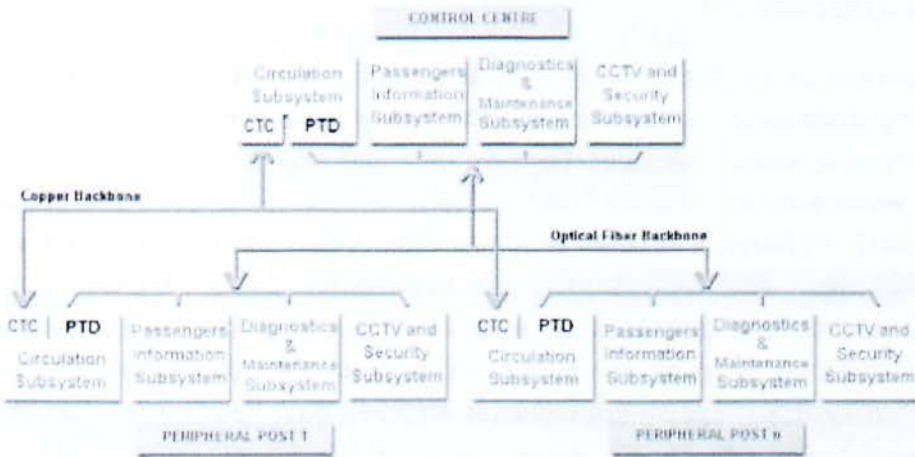 CONTROL CENTRE
Circulation
Subsystem
CTC PTD
Passengers
Information
Subsystem
Diagnostics
&
Maintenance
Subsystem
CCTV and
Security
Subsystem
Copper Backbone
Optical Fiber Backbone
CTC PTD
Circulation
Subsystem
Passengers
Information
Subsystem
Diagnostics
&
Maintenance
Subsystem
CCTV and
Security
Subsystem
CTC PTD
Circulation
Subsystem
Passengers
Information
Subsystem
Diagnostics
&
Maintenance
Subsystem
CCTV and
Security
Subsystem
PERIPHERAL POST 1
PERIPHERAL POST n